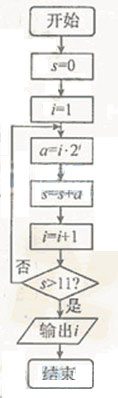 开始
s=0
i=1
a=i·2^i
s=s+a
i=i+1
否
s>11?
是
输出i
结束